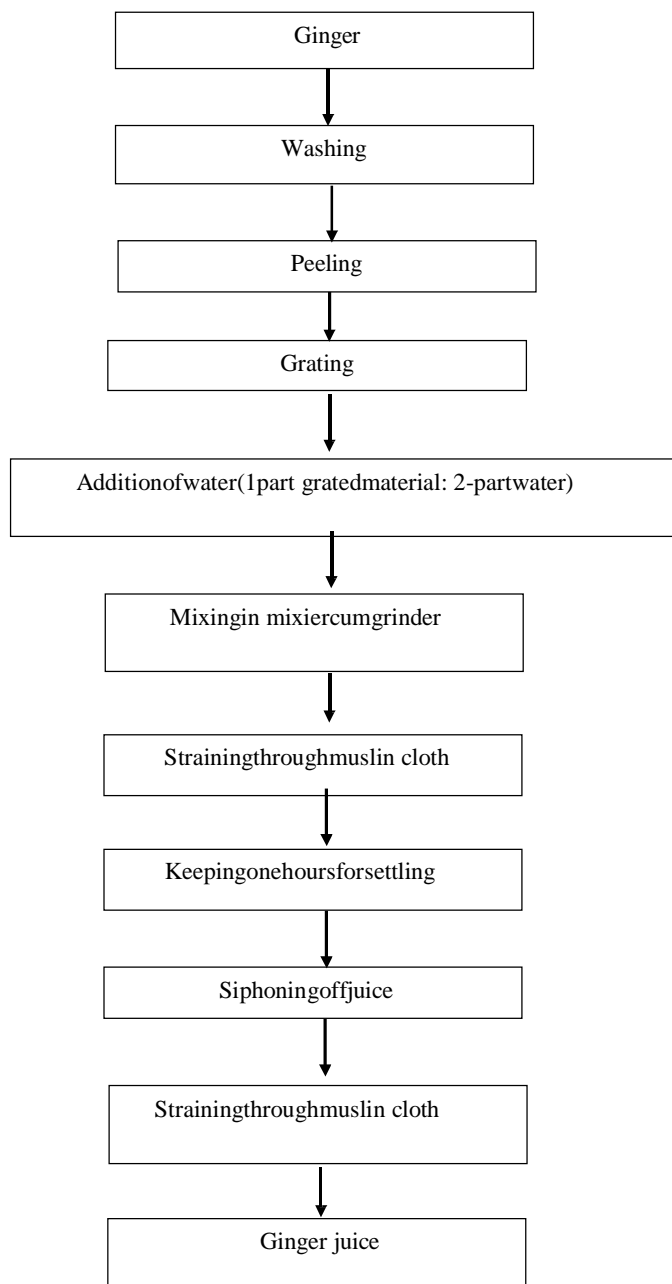 Ginger
Washing
Peeling
Grating
Additionofwater(1part gratedmaterial: 2-partwater)
Mixingin mixiercumgrinder
Strainingthroughmuslin cloth
Keepingonehoursforsettling
Siphoningoffjuice
Strainingthroughmuslin cloth
Ginger juice